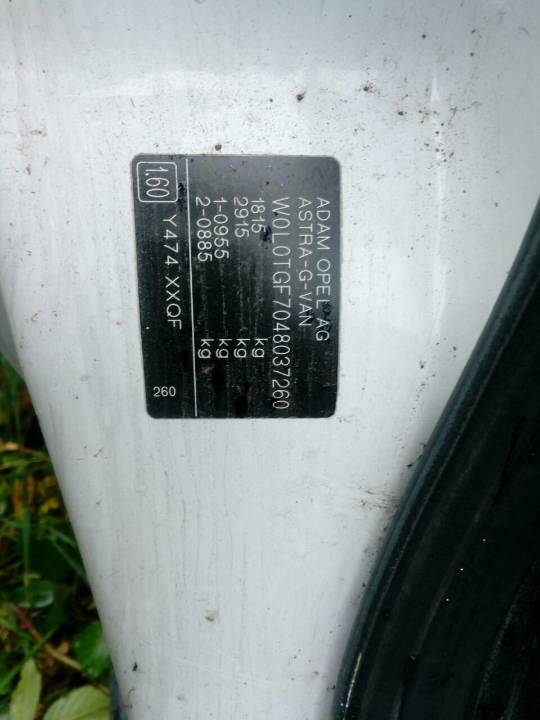 ADAM OPEL AG
ASTRA-G-VAN
W0L0TGF7048037260
1815 kg
2915 kg
1-0955 kg
2-0885 kg
1.60 Y474 XXQF 260